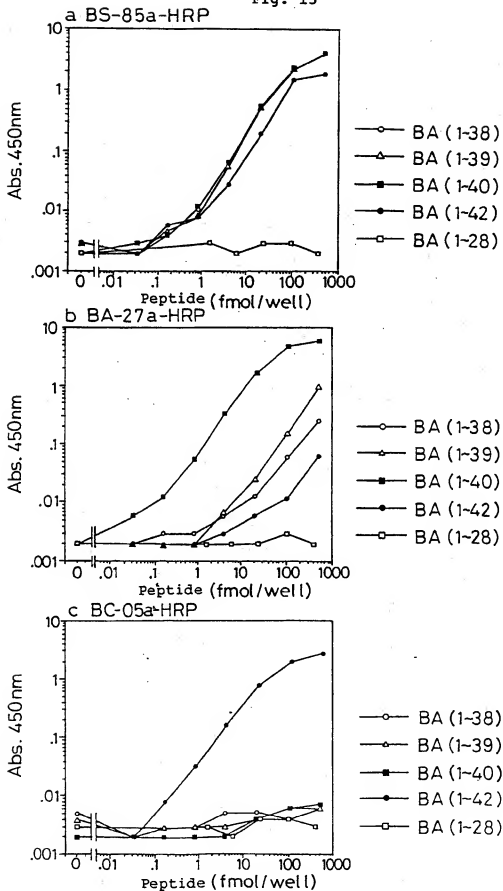 Fig. 13
a BS-85a-HRP
10
1
.1
.01
.001
Abs. 450nm
0 .01 .1 1 10 100 1000
Peptide (fmol/well)
BA (1~38)
BA (1~39)
BA (1~40)
BA (1~42)
BA (1~28)
b BA-27a-HRP
10
1
.1
.01
.001
Abs. 450nm
0 .01 .1 1 10 100 1000
Peptide (fmol/well)
BA (1~38)
BA (1~39)
BA (1~40)
BA (1~42)
BA (1~28)
c BC-05a-HRP
10
1
.1
.01
.001
Abs. 450nm
0 .01 .1 1 10 100 1000
Peptide (fmol/well)
BA (1~38)
BA (1~39)
BA (1~40)
BA (1~42)
BA (1~28)